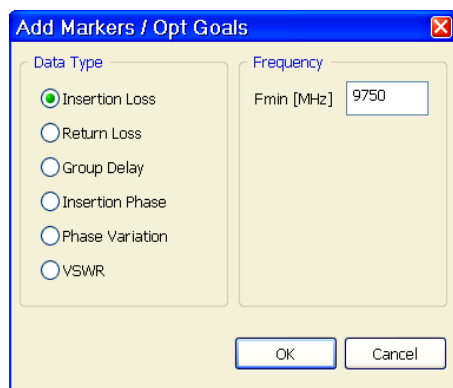 Add Markers / Opt Goals
Data Type
Insertion Loss
Return Loss
Group Delay
Insertion Phase
Phase Variation
VSWR
Frequency
Fmin [MHz] 9750
OK Cancel